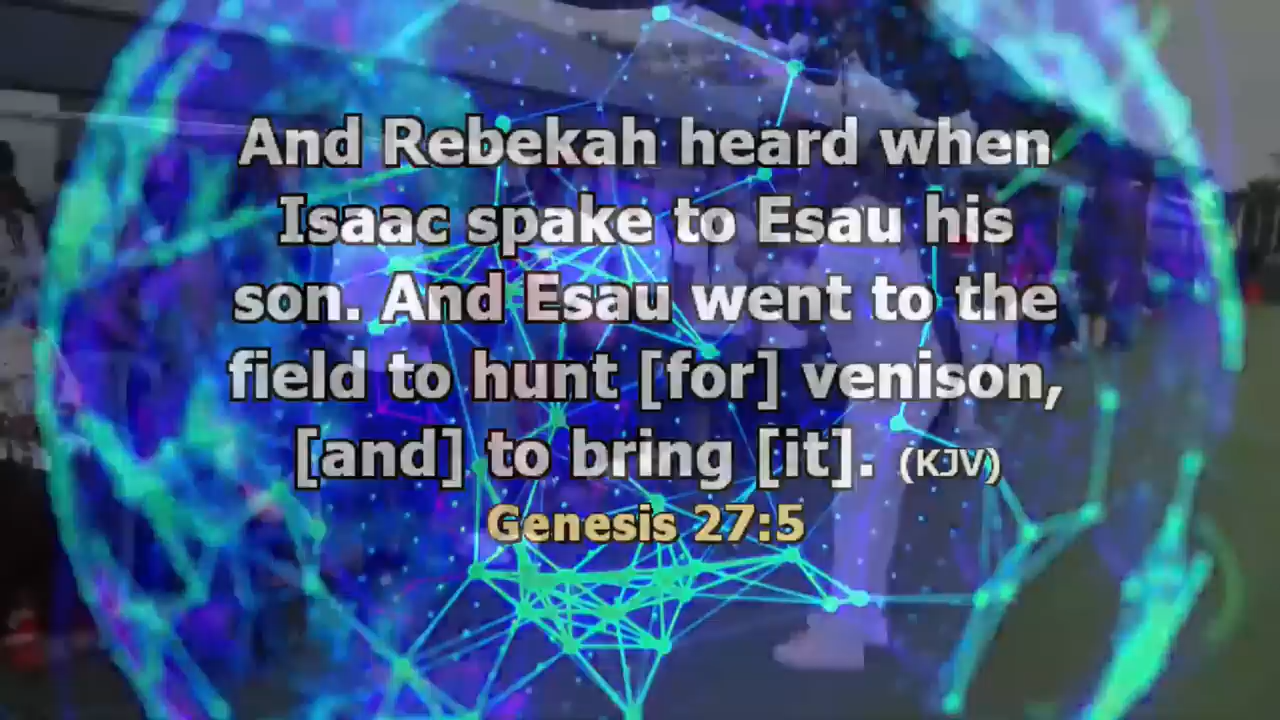 And Rebekah heard when
Isaac spake to Esau his
son. And Esau went to the
field to hunt [for] venison,
[and] to bring [it]. (KJV)
Genesis 27:5